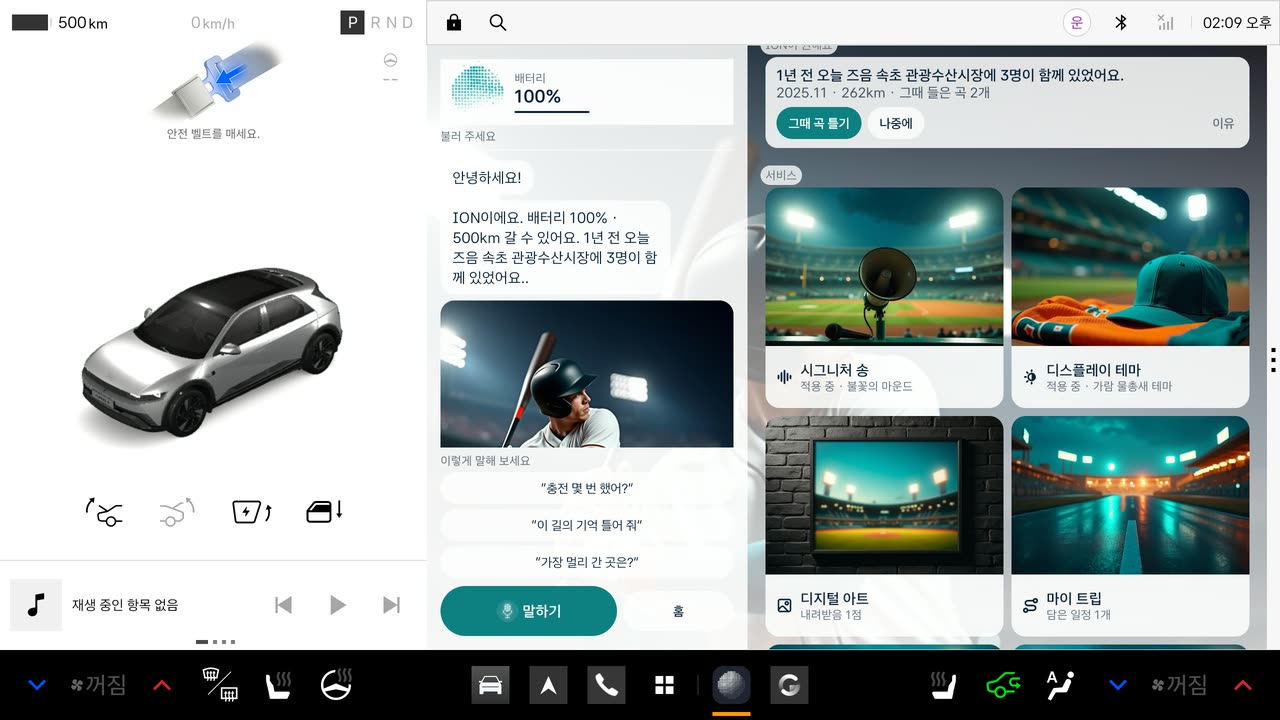 500 km
0 km/h
P R N D
안전 벨트를 매세요.
재생 중인 항목 없음
운
02:09 오후
배터리
100%
불러 주세요
안녕하세요!
ION이에요. 배터리 100% ·
500km 갈 수 있어요. 1년 전 오늘
즈음 속초 관광수산시장에 3명이 함
께 있었어요..
이렇게 말해 보세요
"충전 몇 번 했어?"
"이 길의 기억 틀어 줘"
"가장 멀리 간 곳은?"
말하기
홈
1년 전 오늘 즈음 속초 관광수산시장에 3명이 함께 있었어요.
2025.11 · 262km · 그때 들은 곡 2개
그때 곡 틀기
나중에
이유
서비스
시그니처 송
적용 중 · 불꽃의 마운드
디스플레이 테마
적용 중 · 가람 물총새 테마
디지털 아트
내려받음 1점
마이 트립
담은 일정 1개
꺼짐
G
A
꺼짐